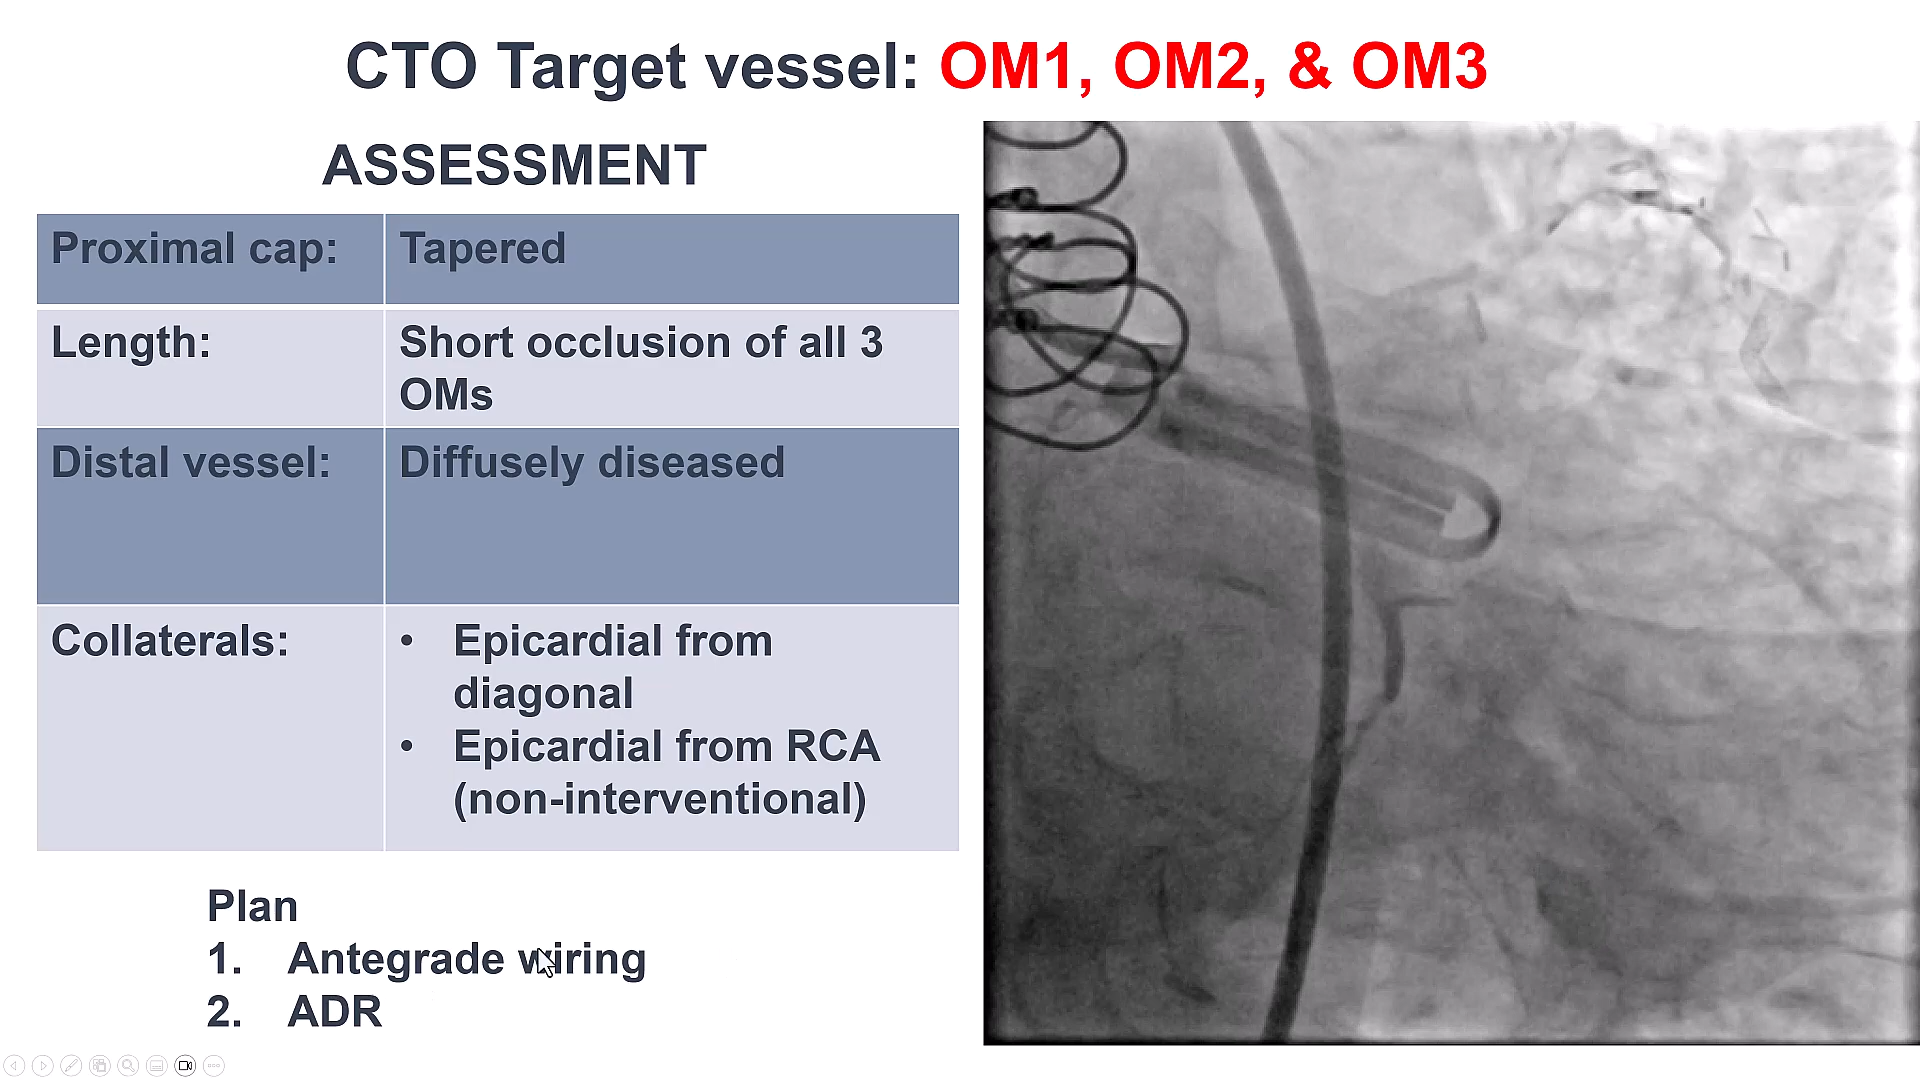 CTO Target vessel: OM1, OM2, & OM3
ASSESSMENT
Proximal cap: Tapered
Length: Short occlusion of all 3
OMs
Distal vessel: Diffusely diseased
Collaterals: • Epicardial from
diagonal
• Epicardial from RCA
(non-interventional)
Plan
1. Antegrade wiring
2. ADR